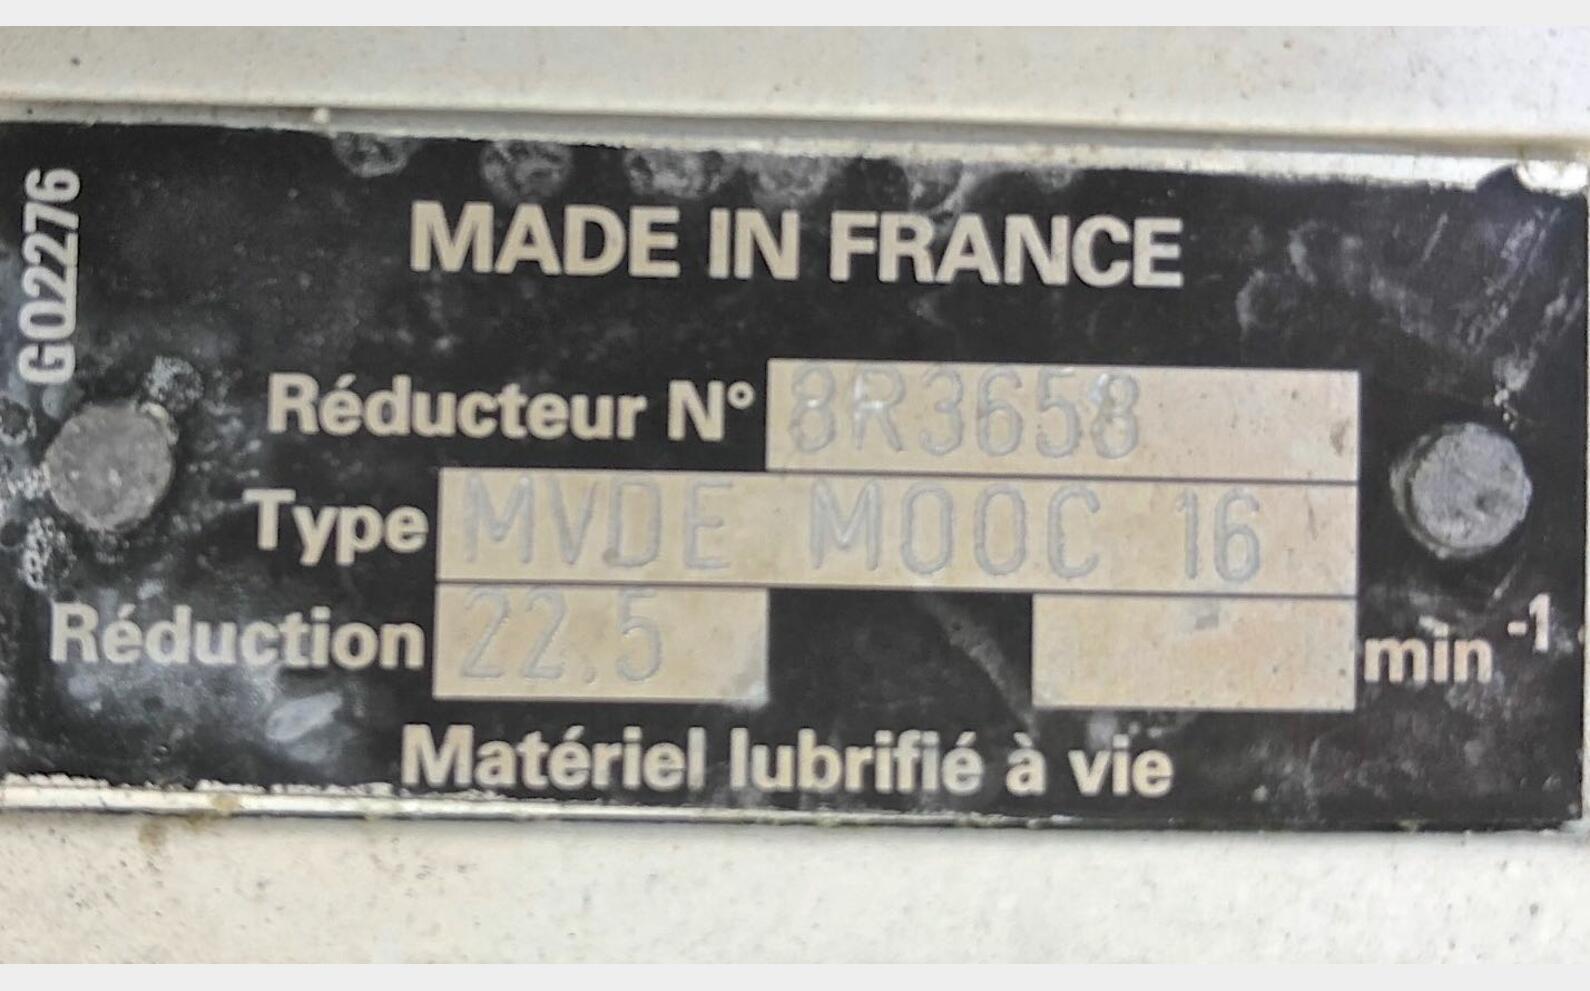 G02276
MADE IN FRANCE
Réducteur N° 8R3658
Type MVDE M00C 16
Réduction 22.5 min⁻¹
Matériel lubrifié à vie